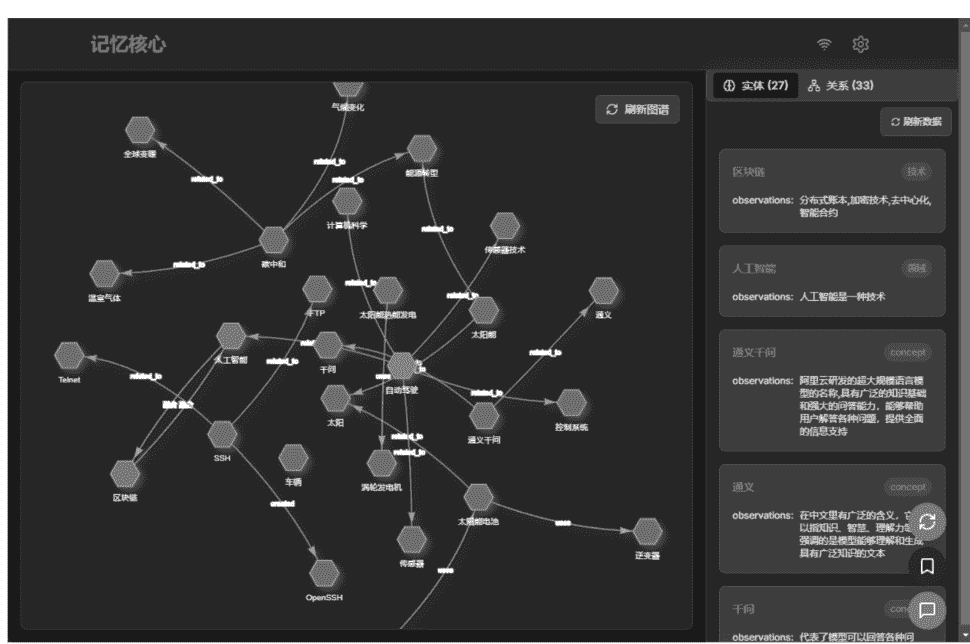 记忆核心
实体 (27)
关系 (33)
刷新图谱
刷新数据
气候变化
全球变暖
related_to
related_to
related_to
能源转型
计算机科学
related_to
传感器技术
碳中和
related_to
温室气体
related_to
FTP
太阳能热能发电
related_to
太阳能
通义
人工智能
related_to
千问
自动驾驶
related_to
Telnet
related_to
uses
太阳
related_to
通义千问
控制系统
SSH
related_to
related_to
车辆
涡轮发电机
区块链
created
太阳能电池
uses
传感器
逆变器
OpenSSH
uses
区块链
技术
observations: 分布式账本,加密技术,去中心化,
智能合约
人工智能
领域
observations: 人工智能是一种技术
通义千问
concept
observations: 阿里云研发的超大规模语言模
型的名称,具有广泛的知识基础
和强大的问答能力，能够帮助
用户解答各种问题，提供全面
的信息支持
通义
concept
observations: 在中文里有广泛的含义，
以指知识、智慧、理解力
强调的是模型能够理解和生成
具有广泛知识的文本
千问
observations: 代表了模型可以回答各种问